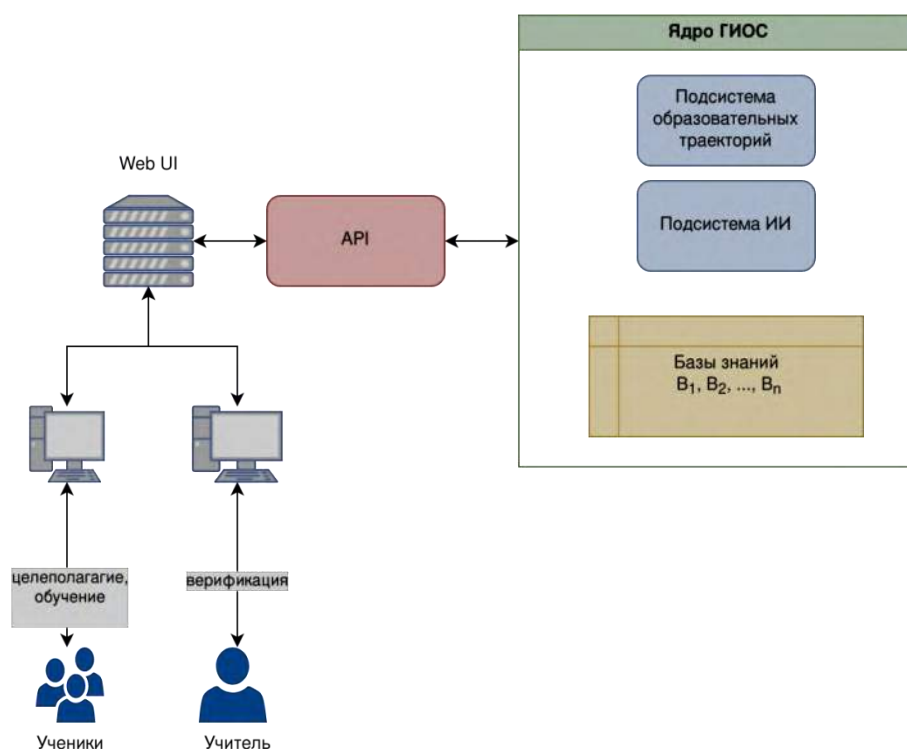 Ядро ГИОС
Подсистема
образовательных
траекторий
Web UI
API
Подсистема ИИ
Базы знаний
B1, B2, ..., Bn
целеполагагие,
обучение
верификация
Ученики
Учитель